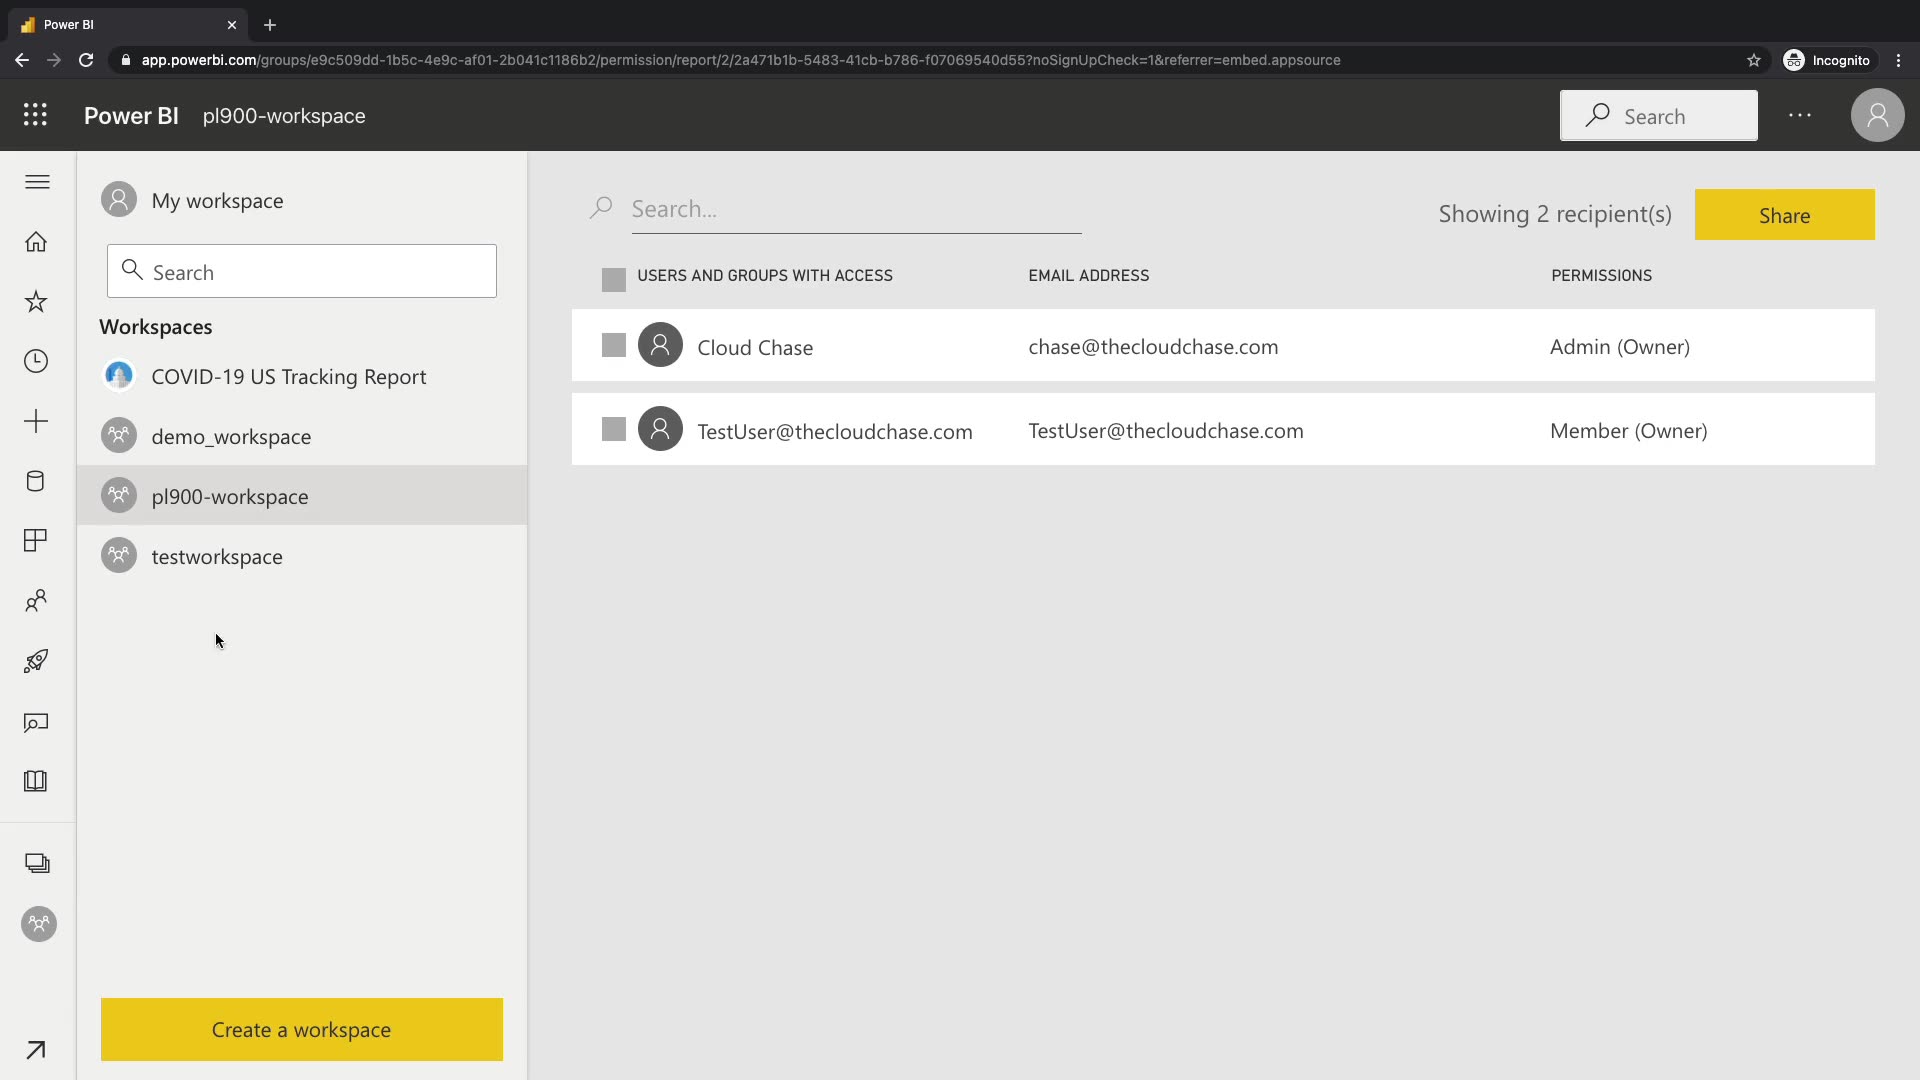 Power BI
app.powerbi.com/groups/e9c509dd-1b5c-4e9c-af01-2b041c1186b2/permission/report/2/2a471b1b-5483-41cb-b786-f07069540d55?noSignUpCheck=1&referrer=embed.appsource
Incognito
Power BI pl900-workspace
Search
My workspace
Search
Workspaces
COVID-19 US Tracking Report
demo_workspace
pl900-workspace
testworkspace
Create a workspace
Search...
Showing 2 recipient(s)
Share
USERS AND GROUPS WITH ACCESS EMAIL ADDRESS PERMISSIONS
Cloud Chase chase@thecloudchase.com Admin (Owner)
TestUser@thecloudchase.com TestUser@thecloudchase.com Member (Owner)